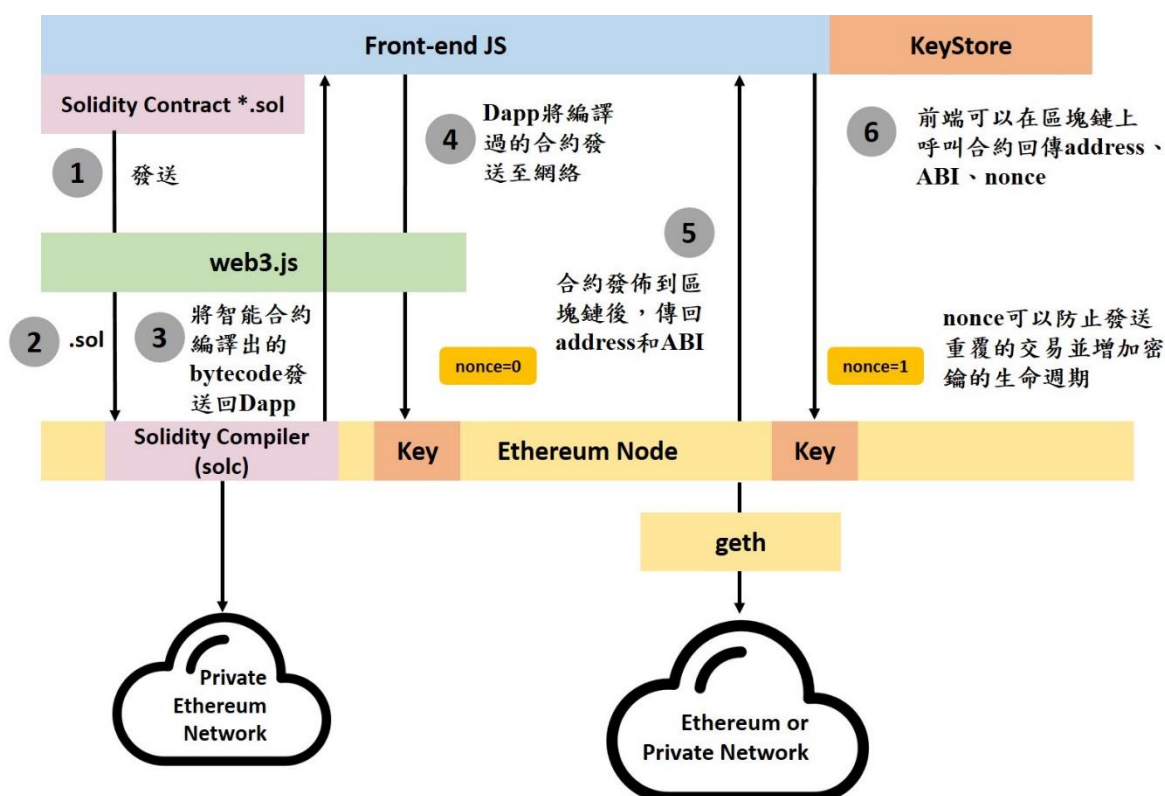 Front-end JS
KeyStore
Solidity Contract *.sol
1
發送
4
Dapp將編譯
過的合約發
送至網絡
6
前端可以在區塊鏈上
呼叫合約回傳address、
ABI、nonce
web3.js
2
.sol
3
將智能合約
編譯出的
bytecode發
送回Dapp
nonce=0
5
合約發佈到區
塊鏈後，傳回
address和ABI
nonce=1
nonce可以防止發送
重覆的交易並增加密
鑰的生命週期
Solidity Compiler
(solc)
Key
Ethereum Node
Key
geth
Private
Ethereum
Network
Ethereum or
Private Network